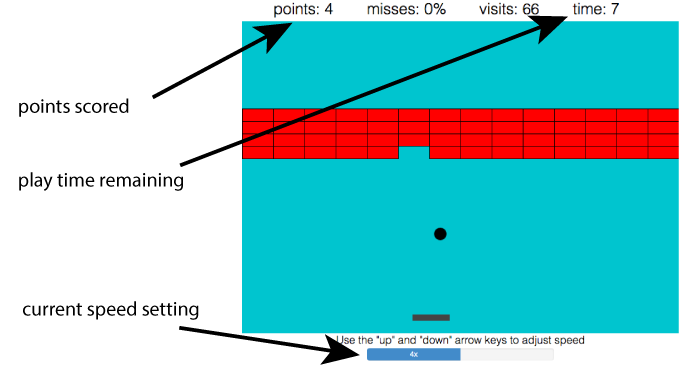 points: 4 misses: 0% visits: 66 time: 7
points scored
play time remaining
current speed setting
Use the "up" and "down" arrow keys to adjust speed
4x